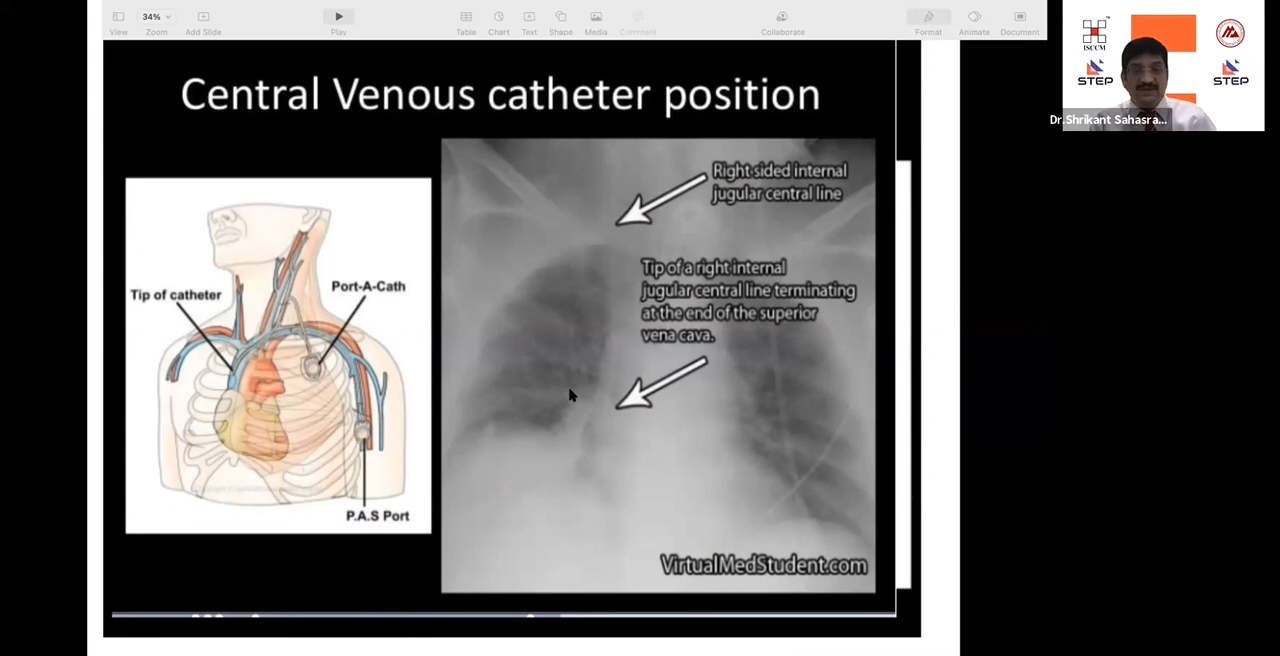 View
34%
Zoom
Add Slide
Play
Table
Chart
Text
Shape
Media
Comment
Collaborate
Format
Animate
Document
Central Venous catheter position
Tip of catheter
Port-A-Cath
P.A.S Port
Right sided internal
jugular central line
Tip of a right internal
jugular central line terminating
at the end of the superior
vena cava.
VirtualMedStudent.com
ISCCM
STEP
STEP
Dr.Shrikant Sahasra...